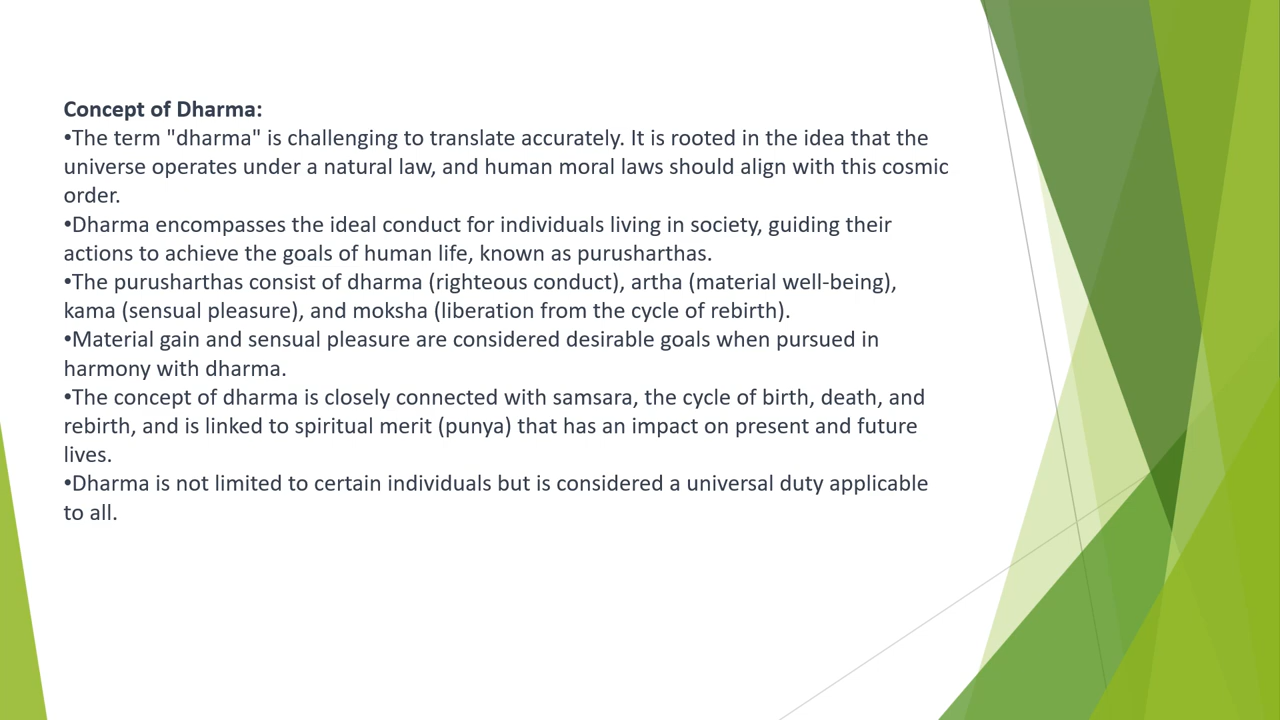 Concept of Dharma:
•The term "dharma" is challenging to translate accurately. It is rooted in the idea that the
universe operates under a natural law, and human moral laws should align with this cosmic
order.
•Dharma encompasses the ideal conduct for individuals living in society, guiding their
actions to achieve the goals of human life, known as purusharthas.
•The purusharthas consist of dharma (righteous conduct), artha (material well-being),
kama (sensual pleasure), and moksha (liberation from the cycle of rebirth).
•Material gain and sensual pleasure are considered desirable goals when pursued in
harmony with dharma.
•The concept of dharma is closely connected with samsara, the cycle of birth, death, and
rebirth, and is linked to spiritual merit (punya) that has an impact on present and future
lives.
•Dharma is not limited to certain individuals but is considered a universal duty applicable
to all.